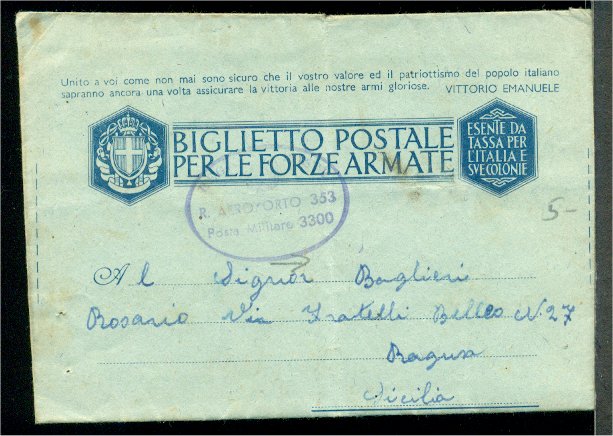 Unito a voi come non mai sono sicuro che il vostro valore ed il patriottismo del popolo italiano
sapranno ancora una volta assicurare la vittoria alle nostre armi gloriose. VITTORIO EMANUELE
BIGLIETTO POSTALE
PER LE FORZE ARMATE
ESENTE DA
TASSA PER
L'ITALIA E
SVE COLONIE
R. AEROPORTO 353
Posta Militare 3300
5-
Al Signor Baglieri
Rosario Via Fratelli Belleo N. 27
Ragusa
Sicilia